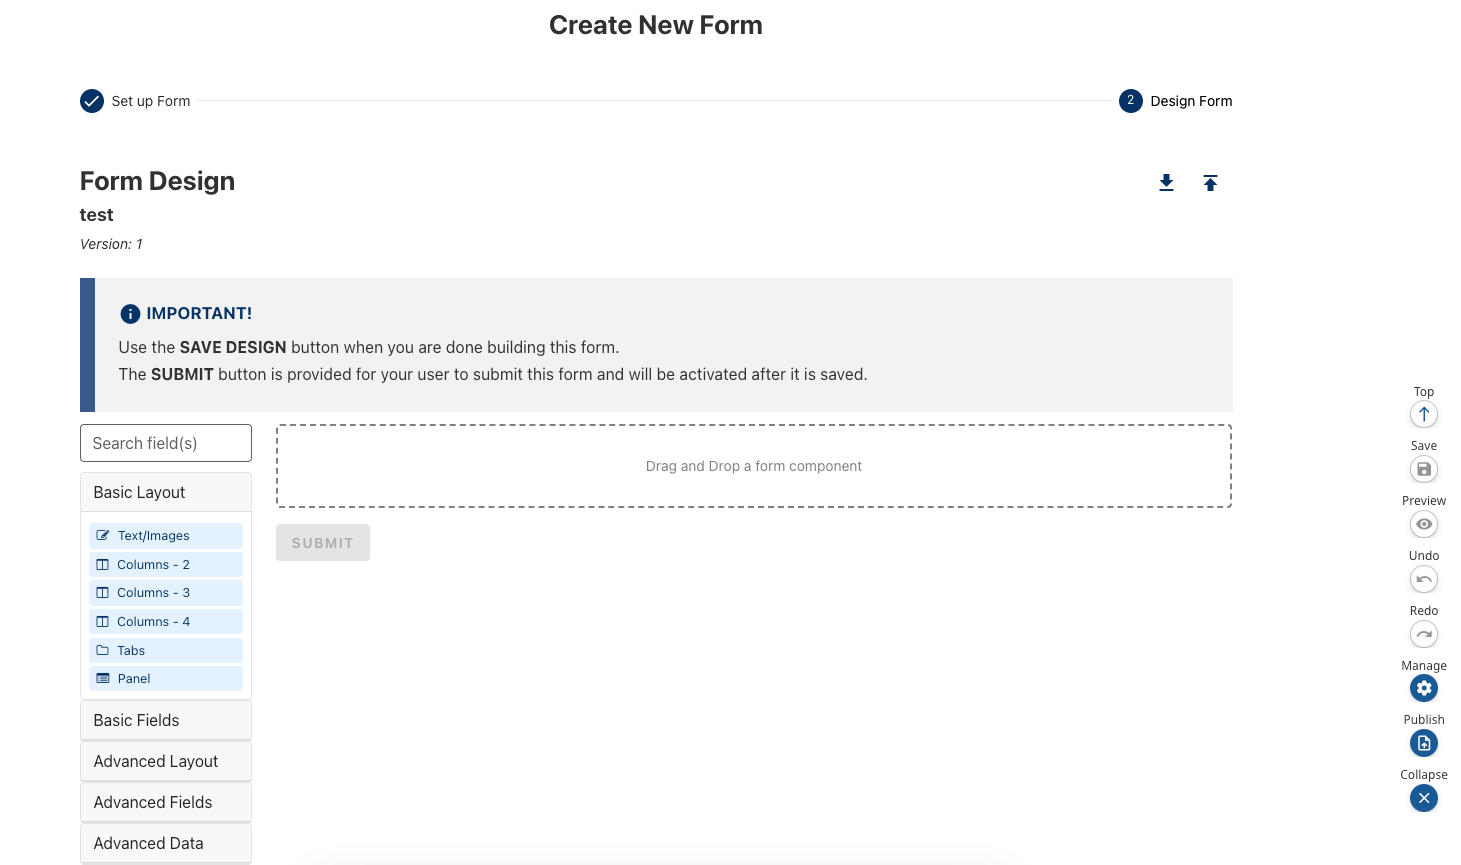 Create New Form
Set up Form
2 Design Form
Form Design
test
Version: 1
IMPORTANT!
Use the SAVE DESIGN button when you are done building this form.
The SUBMIT button is provided for your user to submit this form and will be activated after it is saved.
Search field(s)
Basic Layout
Text/Images
Columns - 2
Columns - 3
Columns - 4
Tabs
Panel
Basic Fields
Advanced Layout
Advanced Fields
Advanced Data
Drag and Drop a form component
SUBMIT
Top
Save
Preview
Undo
Redo
Manage
Publish
Collapse